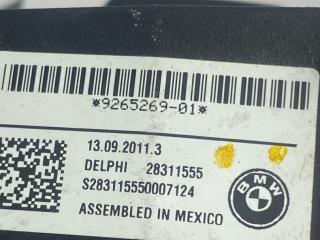 *9265269-01*
13.09.2011.3
DELPHI 28311555
S283115550007124
BMW
ASSEMBLED IN MEXICO